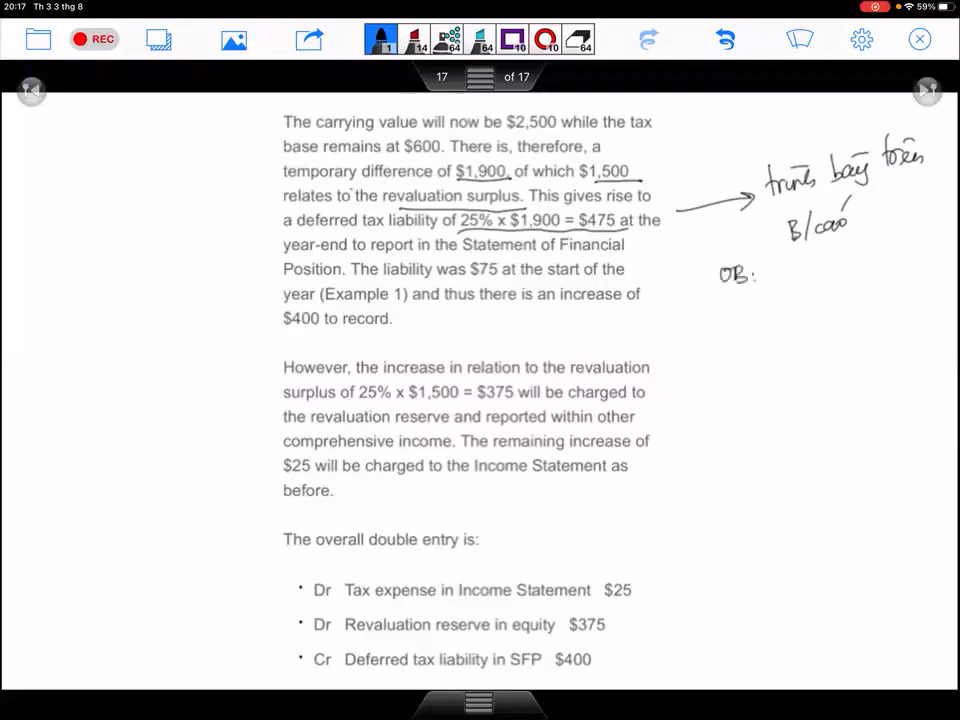 20:17 Th 3 3 thg 8
59%
REC
1
14
64
64
10
10
64
17 of 17
The carrying value will now be $2,500 while the tax
base remains at $600. There is, therefore, a
temporary difference of $1,900, of which $1,500
relates to the revaluation surplus. This gives rise to
a deferred tax liability of 25% x $1,900 = $475 at the
year-end to report in the Statement of Financial
Position. The liability was $75 at the start of the
year (Example 1) and thus there is an increase of
$400 to record.
trình bày trên
B/cáo
OB:
However, the increase in relation to the revaluation
surplus of 25% x $1,500 = $375 will be charged to
the revaluation reserve and reported within other
comprehensive income. The remaining increase of
$25 will be charged to the Income Statement as
before.
The overall double entry is:
• Dr Tax expense in Income Statement $25
• Dr Revaluation reserve in equity $375
• Cr Deferred tax liability in SFP $400